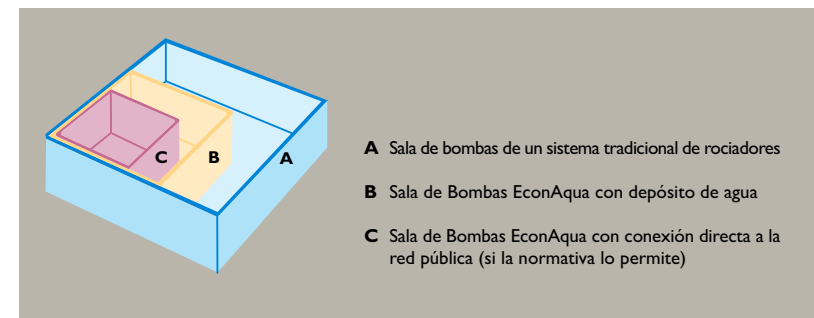 C B A
A Sala de bombas de un sistema tradicional de rociadores
B Sala de Bombas EconAqua con depósito de agua
C Sala de Bombas EconAqua con conexión directa a la
red pública (si la normativa lo permite)